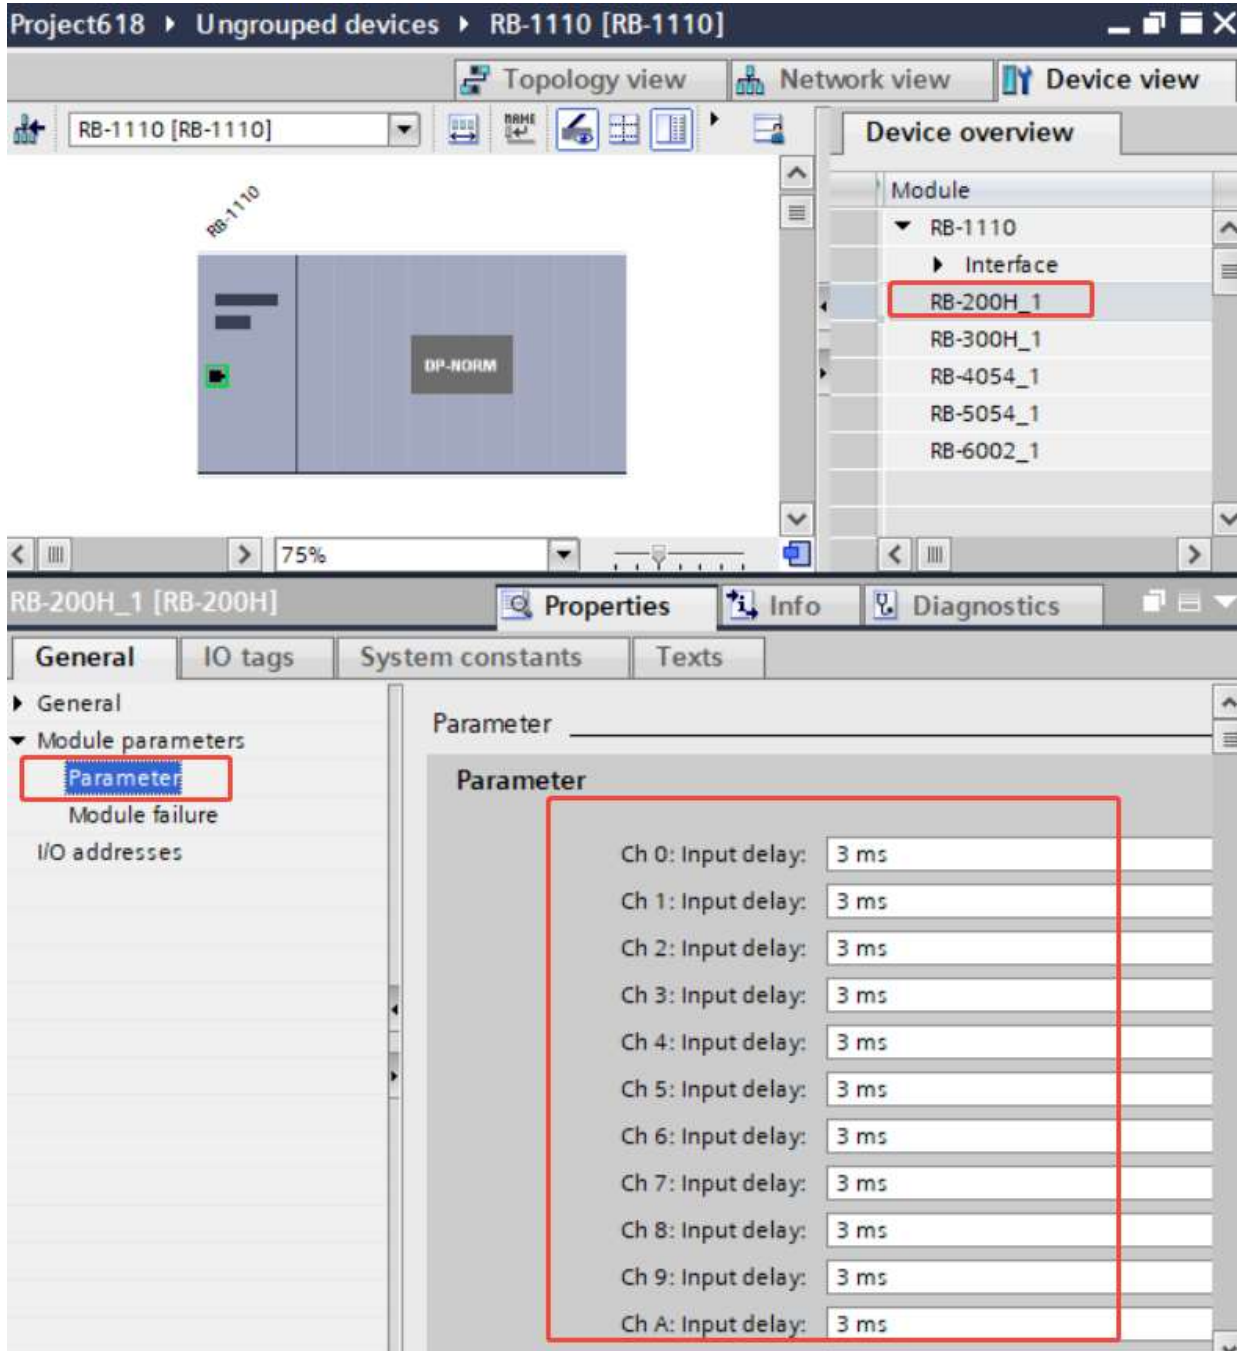 Project618 ▸ Ungrouped devices ▸ RB-1110 [RB-1110]
Topology view
Network view
Device view
RB-1110 [RB-1110]
NAME
Device overview
RB-1110
DP-NORM
Module
RB-1110
Interface
RB-200H_1
RB-300H_1
RB-4054_1
RB-5054_1
RB-6002_1
75%
RB-200H_1 [RB-200H]
Properties
Info
Diagnostics
General
IO tags
System constants
Texts
General
Module parameters
Parameter
Module failure
I/O addresses
Parameter
Parameter
Ch 0: Input delay: 3 ms
Ch 1: Input delay: 3 ms
Ch 2: Input delay: 3 ms
Ch 3: Input delay: 3 ms
Ch 4: Input delay: 3 ms
Ch 5: Input delay: 3 ms
Ch 6: Input delay: 3 ms
Ch 7: Input delay: 3 ms
Ch 8: Input delay: 3 ms
Ch 9: Input delay: 3 ms
Ch A: Input delay: 3 ms